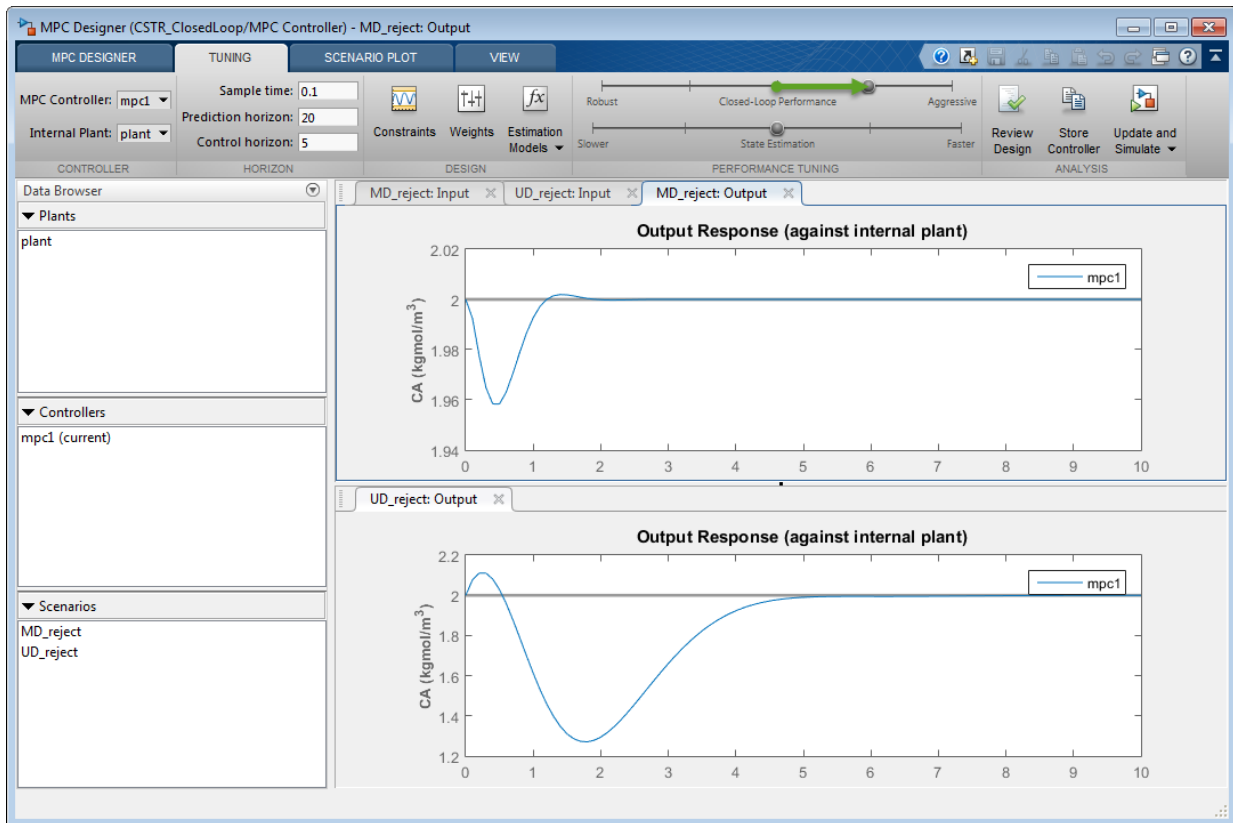 MPC Designer (CSTR_ClosedLoop/MPC Controller) - MD_reject: Output
MPC DESIGNER TUNING SCENARIO PLOT VIEW
MPC Controller: mpc1
Internal Plant: plant
CONTROLLER
Sample time: 0.1
Prediction horizon: 20
Control horizon: 5
HORIZON
Constraints Weights Estimation Models
DESIGN
Robust Closed-Loop Performance Aggressive
Slower State Estimation Faster
PERFORMANCE TUNING
Review Design Store Controller Update and Simulate
ANALYSIS
Data Browser
Plants
plant
Controllers
mpc1 (current)
Scenarios
MD_reject
UD_reject
MD_reject: Input UD_reject: Input MD_reject: Output
Output Response (against internal plant)
CA (kgmol/m³)
2.02
2
1.98
1.96
1.94
mpc1
0 1 2 3 4 5 6 7 8 9 10
UD_reject: Output
Output Response (against internal plant)
CA (kgmol/m³)
2.2
2
1.8
1.6
1.4
1.2
mpc1
0 1 2 3 4 5 6 7 8 9 10